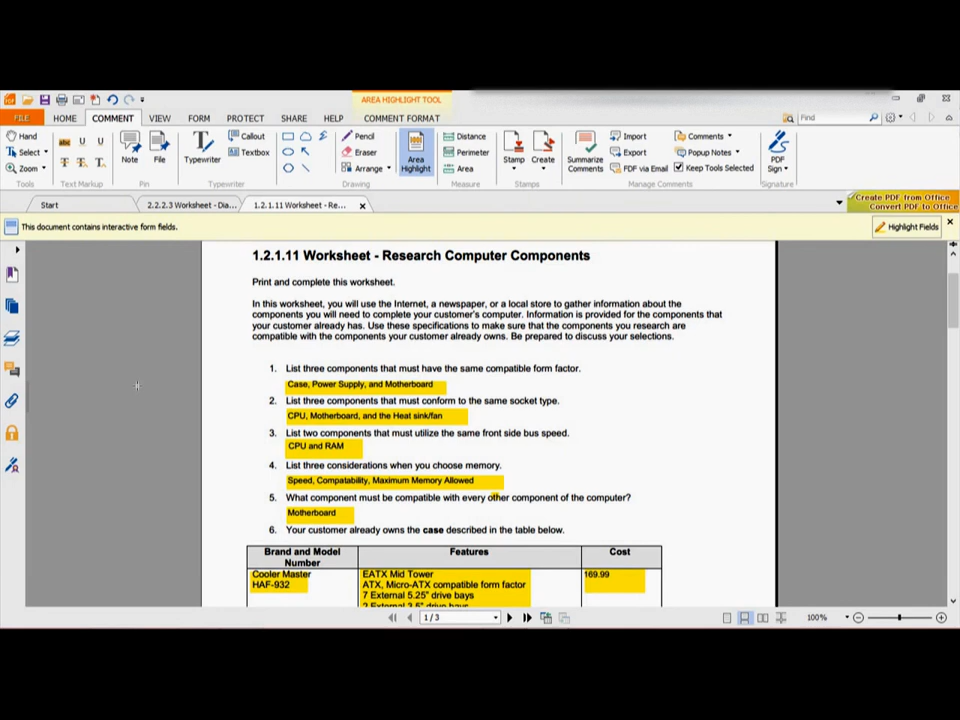 AREA HIGHLIGHT TOOL
FILE HOME COMMENT VIEW FORM PROTECT SHARE HELP COMMENT FORMAT Find
Hand
Select
Zoom
Tools
Text Markup
Note
File
Pin
Typewriter
Callout
Textbox
Typewriter
Pencil
Eraser
Arrange
Drawing
Area
Highlight
Distance
Perimeter
Area
Measure
Stamp
Create
Stamps
Summarize
Comments
Import
Export
FDF via Email
Comments
Popup Notes
Keep Tools Selected
Manage Comments
PDF
Sign
Signature
Start 2.2.2.3 Worksheet - Dia... 1.2.1.11 Worksheet - Re...
Create PDF from Office
Convert PDF to Office
This document contains interactive form fields. Highlight Fields
1.2.1.11 Worksheet - Research Computer Components
Print and complete this worksheet.
In this worksheet, you will use the Internet, a newspaper, or a local store to gather information about the
components you will need to complete your customer's computer. Information is provided for the components that
your customer already has. Use these specifications to make sure that the components you research are
compatible with the components your customer already owns. Be prepared to discuss your selections.
1. List three components that must have the same compatible form factor.
Case, Power Supply, and Motherboard
2. List three components that must conform to the same socket type.
CPU, Motherboard, and the Heat sink/fan
3. List two components that must utilize the same front side bus speed.
CPU and RAM
4. List three considerations when you choose memory.
Speed, Compatability, Maximum Memory Allowed
5. What component must be compatible with every other component of the computer?
Motherboard
6. Your customer already owns the case described in the table below.
Brand and Model
Number
Features
Cost
Cooler Master
HAF-932
EATX Mid Tower
ATX, Micro-ATX compatible form factor
7 External 5.25" drive bays
2 External 3.5" drive bays
169.99
1 / 3
100%